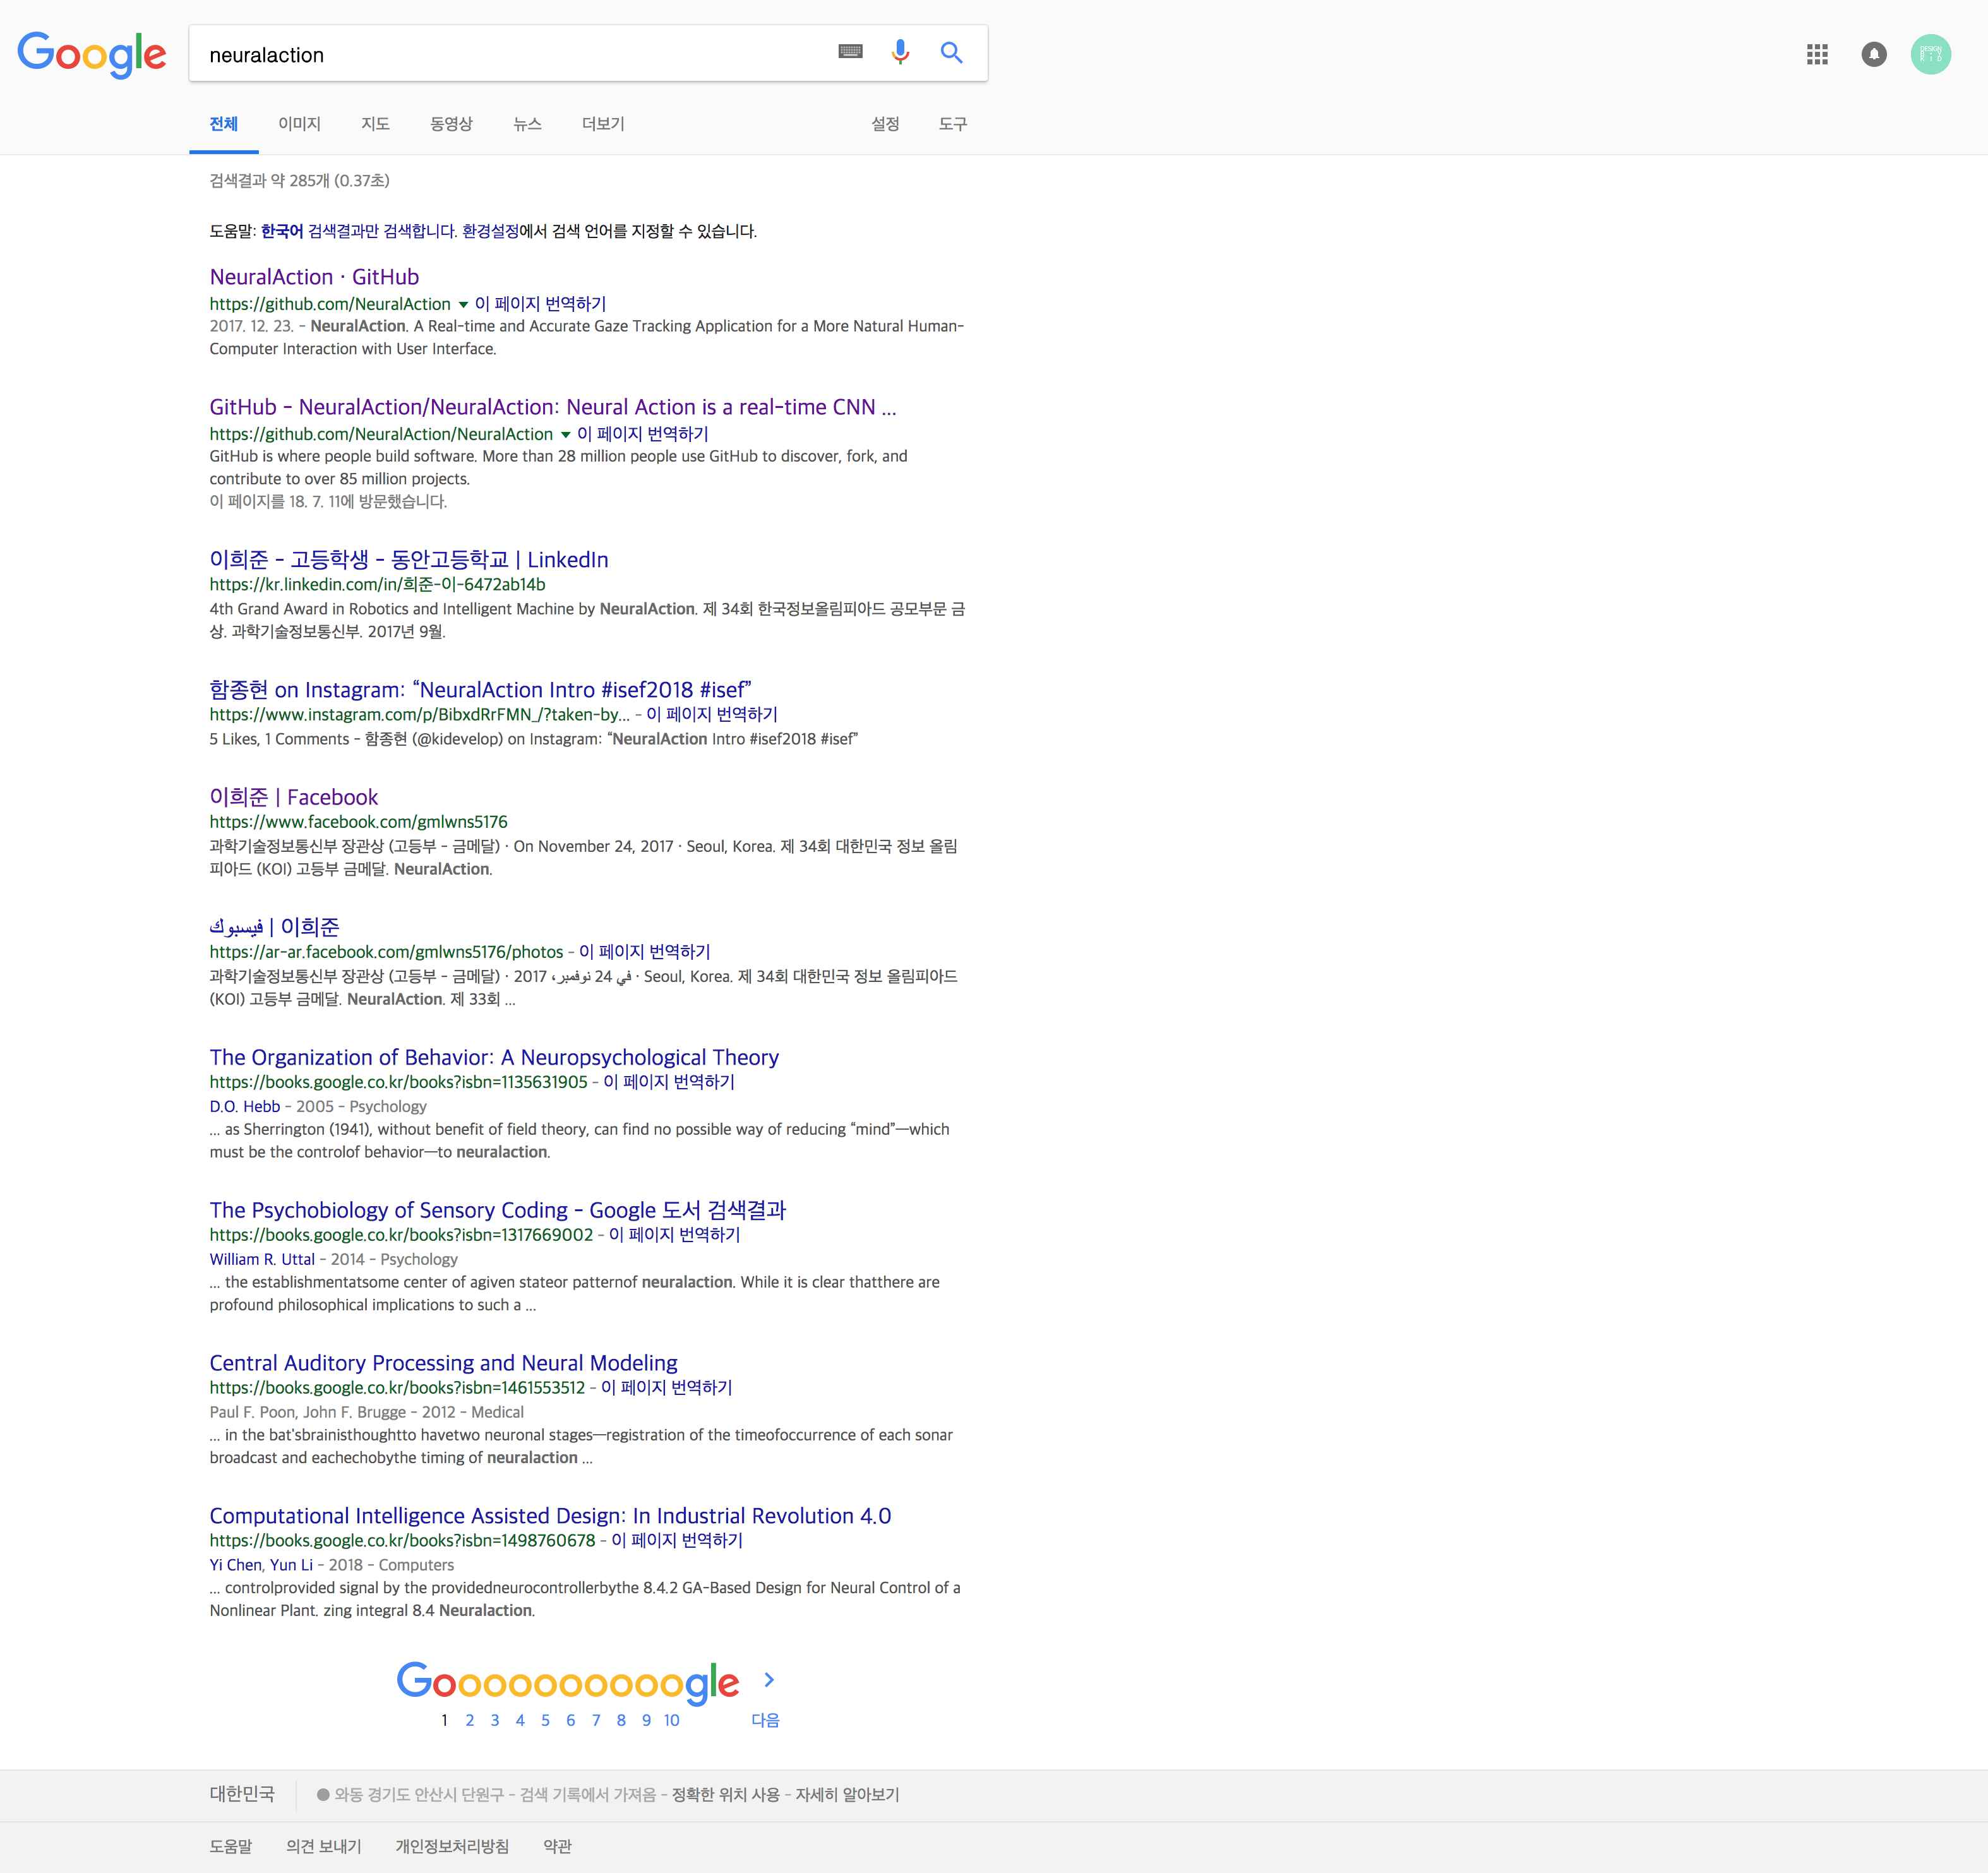 Google
neuralaction
전체 이미지 지도 동영상 뉴스 더보기 설정 도구
검색결과 약 285개 (0.37초)
도움말: 한국어 검색결과만 검색합니다. 환경설정에서 검색 언어를 지정할 수 있습니다.
NeuralAction · GitHub
https://github.com/NeuralAction ▼ 이 페이지 번역하기
2017. 12. 23. - NeuralAction. A Real-time and Accurate Gaze Tracking Application for a More Natural Human-
Computer Interaction with User Interface.
GitHub - NeuralAction/NeuralAction: Neural Action is a real-time CNN ...
https://github.com/NeuralAction/NeuralAction ▼ 이 페이지 번역하기
GitHub is where people build software. More than 28 million people use GitHub to discover, fork, and
contribute to over 85 million projects.
이 페이지를 18. 7. 11에 방문했습니다.
이희준 - 고등학생 - 동안고등학교 | LinkedIn
https://kr.linkedin.com/in/희준-이-6472ab14b
4th Grand Award in Robotics and Intelligent Machine by NeuralAction. 제 34회 한국정보올림피아드 공모부문 금
상. 과학기술정보통신부. 2017년 9월.
함종현 on Instagram: “NeuralAction Intro #isef2018 #isef”
https://www.instagram.com/p/BibxdRrFMN_/?taken-by... - 이 페이지 번역하기
5 Likes, 1 Comments - 함종현 (@kidevelop) on Instagram: “NeuralAction Intro #isef2018 #isef”
이희준 | Facebook
https://www.facebook.com/gmlwns5176
과학기술정보통신부 장관상 (고등부 - 금메달) · On November 24, 2017 · Seoul, Korea. 제 34회 대한민국 정보 올림
피아드 (KOI) 고등부 금메달. NeuralAction.
فيسبوك | 이희준
https://ar-ar.facebook.com/gmlwns5176/photos - 이 페이지 번역하기
과학기술정보통신부 장관상 (고등부 - 금메달) · في 24 نوفمبر، 2017 · Seoul, Korea. 제 34회 대한민국 정보 올림피아드
(KOI) 고등부 금메달. NeuralAction. 제 33회 ...
The Organization of Behavior: A Neuropsychological Theory
https://books.google.co.kr/books?isbn=1135631905 - 이 페이지 번역하기
D.O. Hebb - 2005 - Psychology
... as Sherrington (1941), without benefit of field theory, can find no possible way of reducing “mind”—which
must be the controlof behavior—to neuralaction.
The Psychobiology of Sensory Coding - Google 도서 검색결과
https://books.google.co.kr/books?isbn=1317669002 - 이 페이지 번역하기
William R. Uttal - 2014 - Psychology
... the establishmentatsome center of agiven stateor patternof neuralaction. While it is clear thatthere are
profound philosophical implications to such a ...
Central Auditory Processing and Neural Modeling
https://books.google.co.kr/books?isbn=1461553512 - 이 페이지 번역하기
Paul F. Poon, John F. Brugge - 2012 - Medical
... in the bat'sbrainisthoughtto havetwo neuronal stages—registration of the timeofoccurrence of each sonar
broadcast and eachechobythe timing of neuralaction ...
Computational Intelligence Assisted Design: In Industrial Revolution 4.0
https://books.google.co.kr/books?isbn=1498760678 - 이 페이지 번역하기
Yi Chen, Yun Li - 2018 - Computers
... controlprovided signal by the providedneurocontrollerbythe 8.4.2 GA-Based Design for Neural Control of a
Nonlinear Plant. zing integral 8.4 Neuralaction.
Goooooooooogle >
1 2 3 4 5 6 7 8 9 10 다음
대한민국 ● 와동 경기도 안산시 단원구 - 검색 기록에서 가져옴 - 정확한 위치 사용 - 자세히 알아보기
도움말 의견 보내기 개인정보처리방침 약관